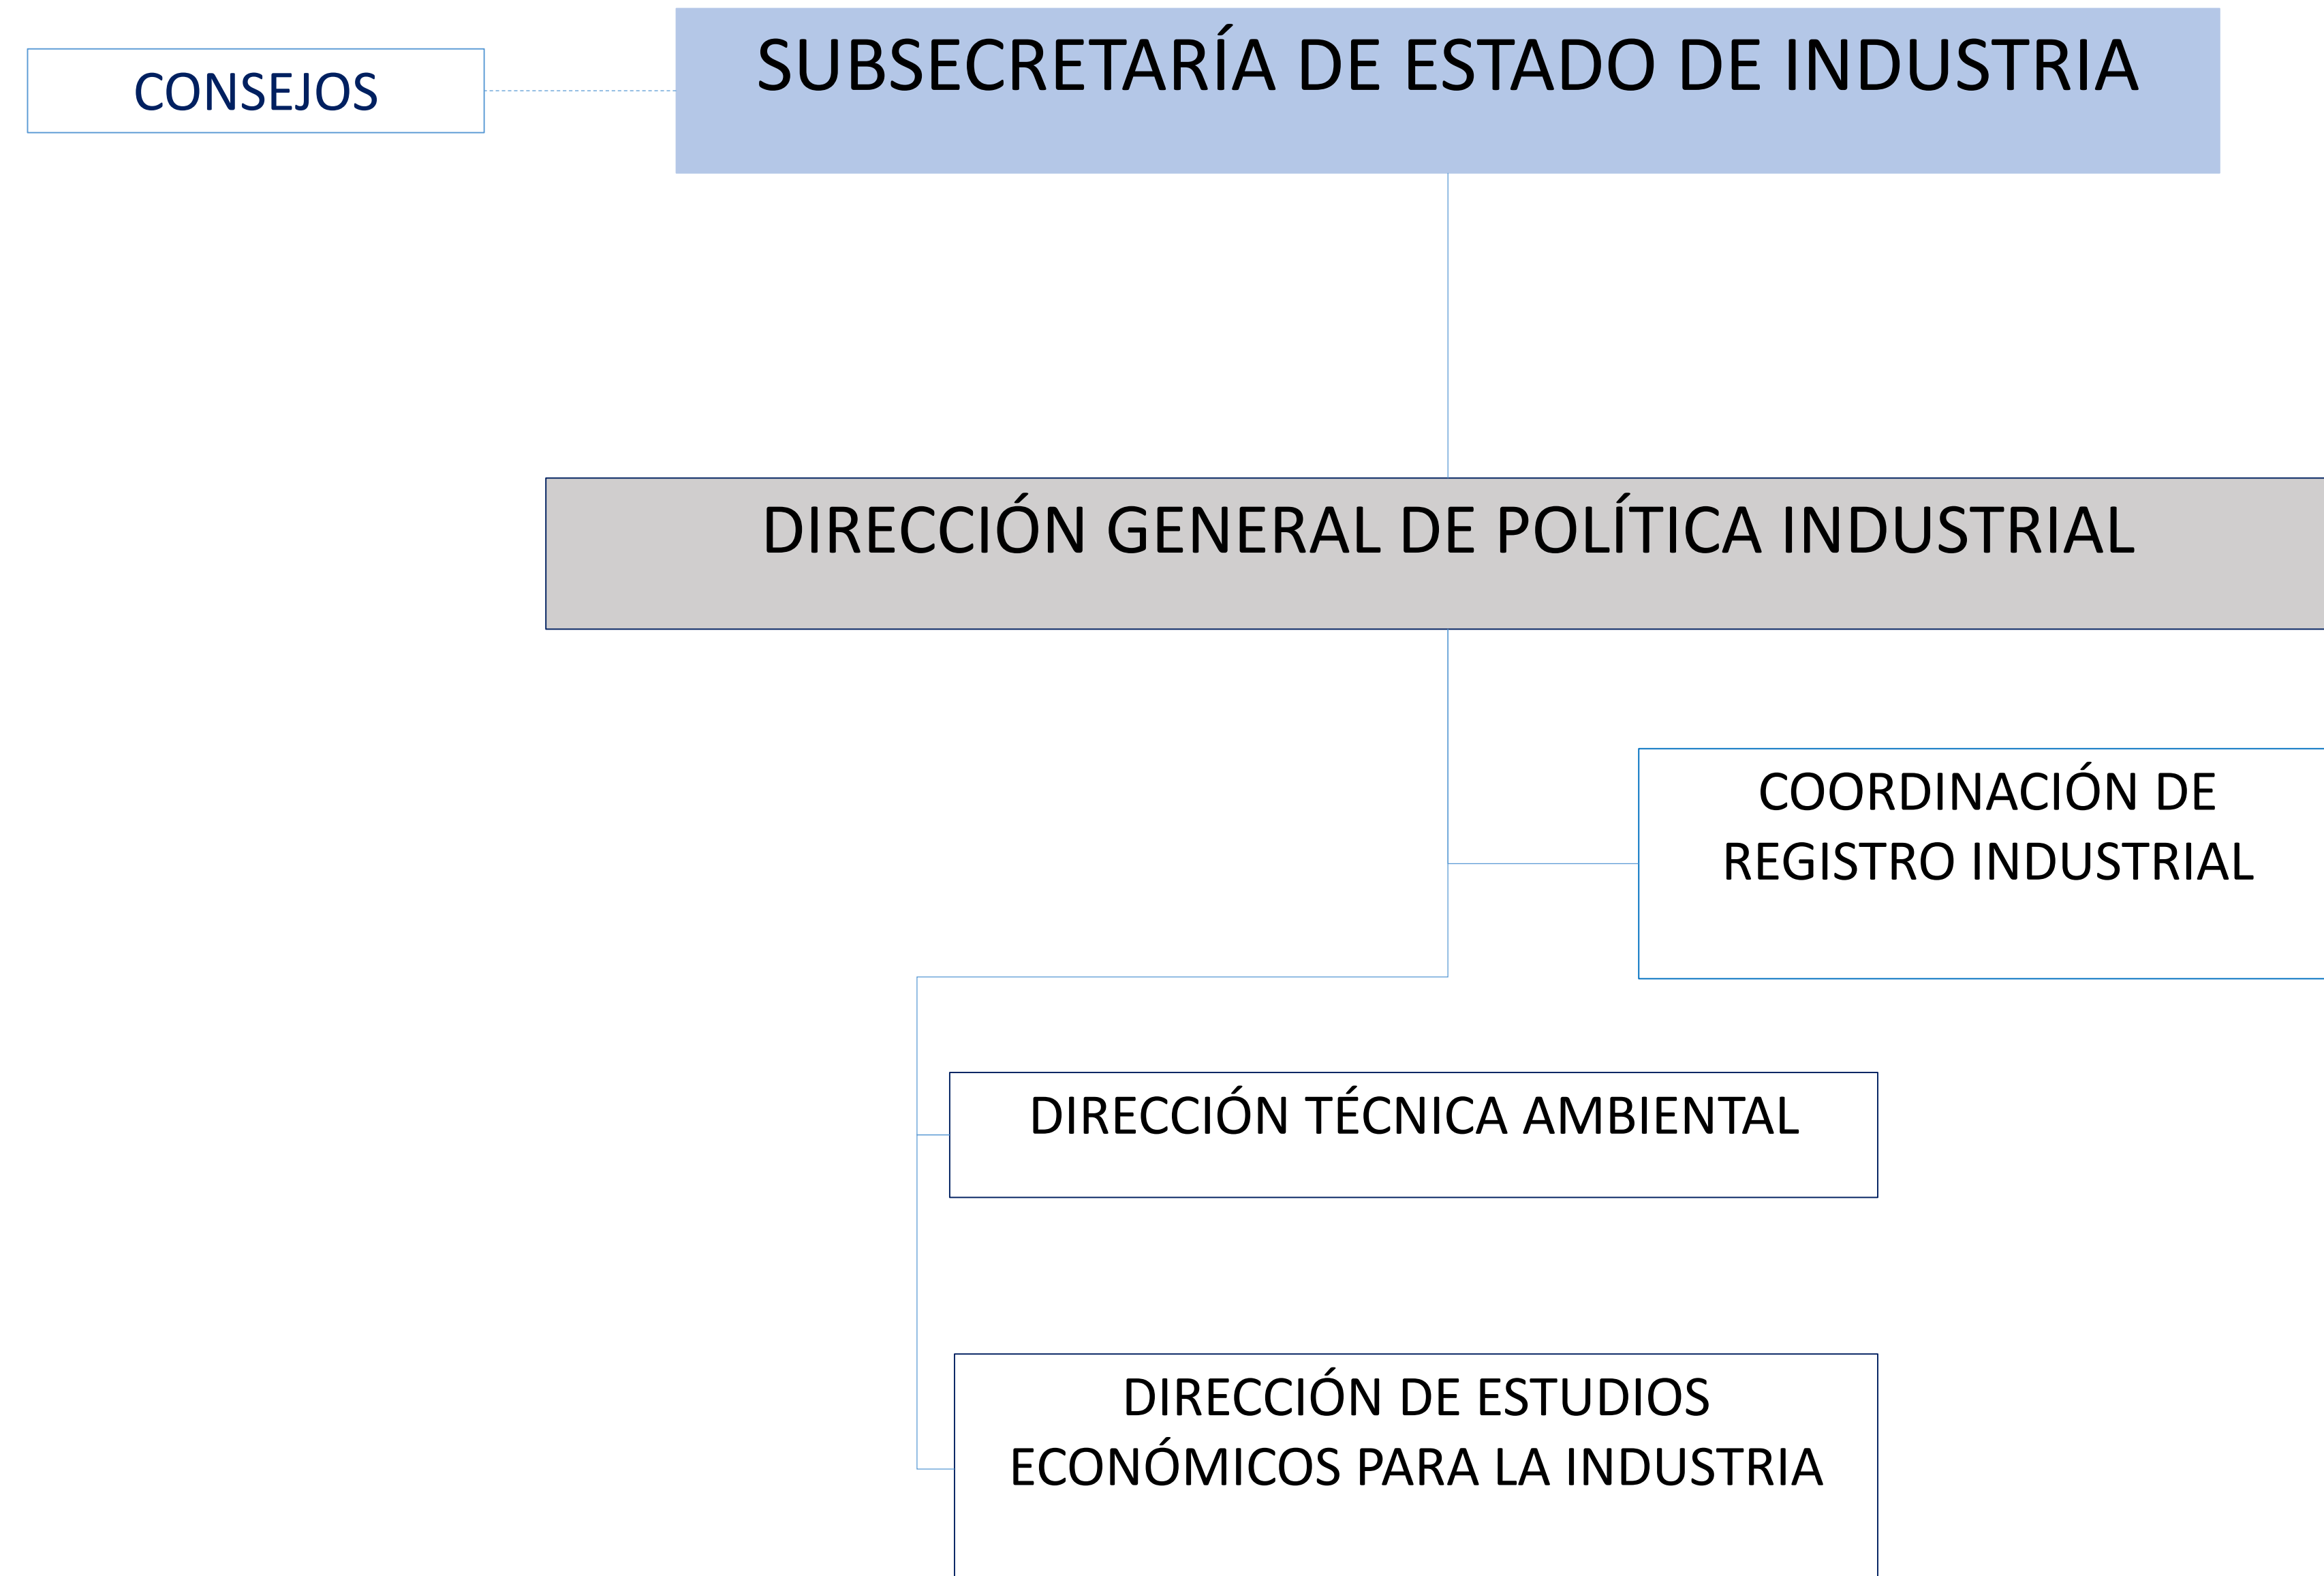 CONSEJOS
SUBSECRETARÍA DE ESTADO DE INDUSTRIA
DIRECCIÓN GENERAL DE POLÍTICA INDUSTRIAL
COORDINACIÓN DE
REGISTRO INDUSTRIAL
DIRECCIÓN TÉCNICA AMBIENTAL
DIRECCIÓN DE ESTUDIOS
ECONÓMICOS PARA LA INDUSTRIA